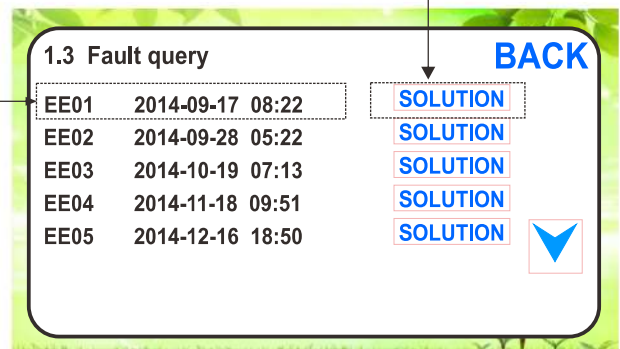 1.3 Fault query BACK
EE01 2014-09-17 08:22 SOLUTION
EE02 2014-09-28 05:22 SOLUTION
EE03 2014-10-19 07:13 SOLUTION
EE04 2014-11-18 09:51 SOLUTION
EE05 2014-12-16 18:50 SOLUTION